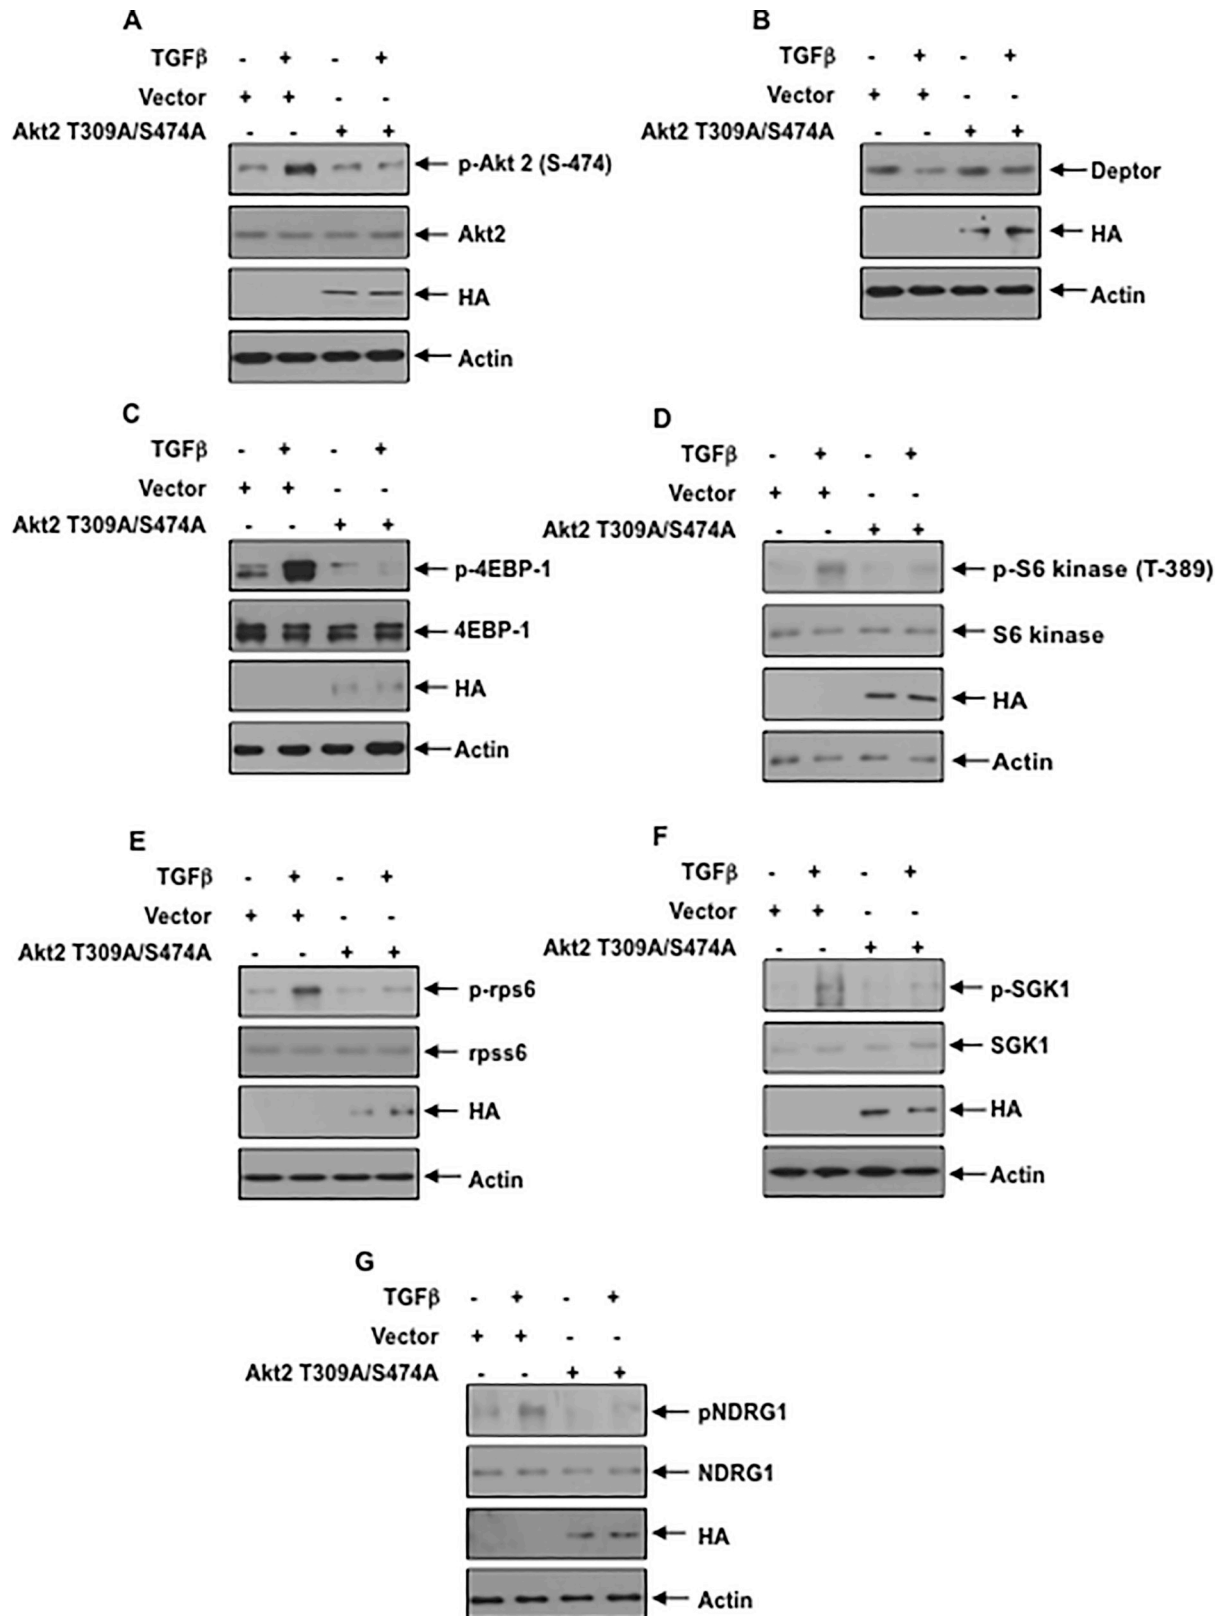 A
TGFβ - + - +
Vector + + - -
Akt2 T309A/S474A - - + +
p-Akt 2 (S-474)
Akt2
HA
Actin
B
TGFβ - + - +
Vector + + - -
Akt2 T309A/S474A - - + +
Deptor
HA
Actin
C
TGFβ - + - +
Vector + + - -
Akt2 T309A/S474A - - + +
p-4EBP-1
4EBP-1
HA
Actin
D
TGFβ - + - +
Vector + + - -
Akt2 T309A/S474A - - + +
p-S6 kinase (T-389)
S6 kinase
HA
Actin
E
TGFβ - + - +
Vector + + - -
Akt2 T309A/S474A - - + +
p-rps6
rpss6
HA
Actin
F
TGFβ - + - +
Vector + + - -
Akt2 T309A/S474A - - + +
p-SGK1
SGK1
HA
Actin
G
TGFβ - + - +
Vector + + - -
Akt2 T309A/S474A - - + +
pNDRG1
NDRG1
HA
Actin